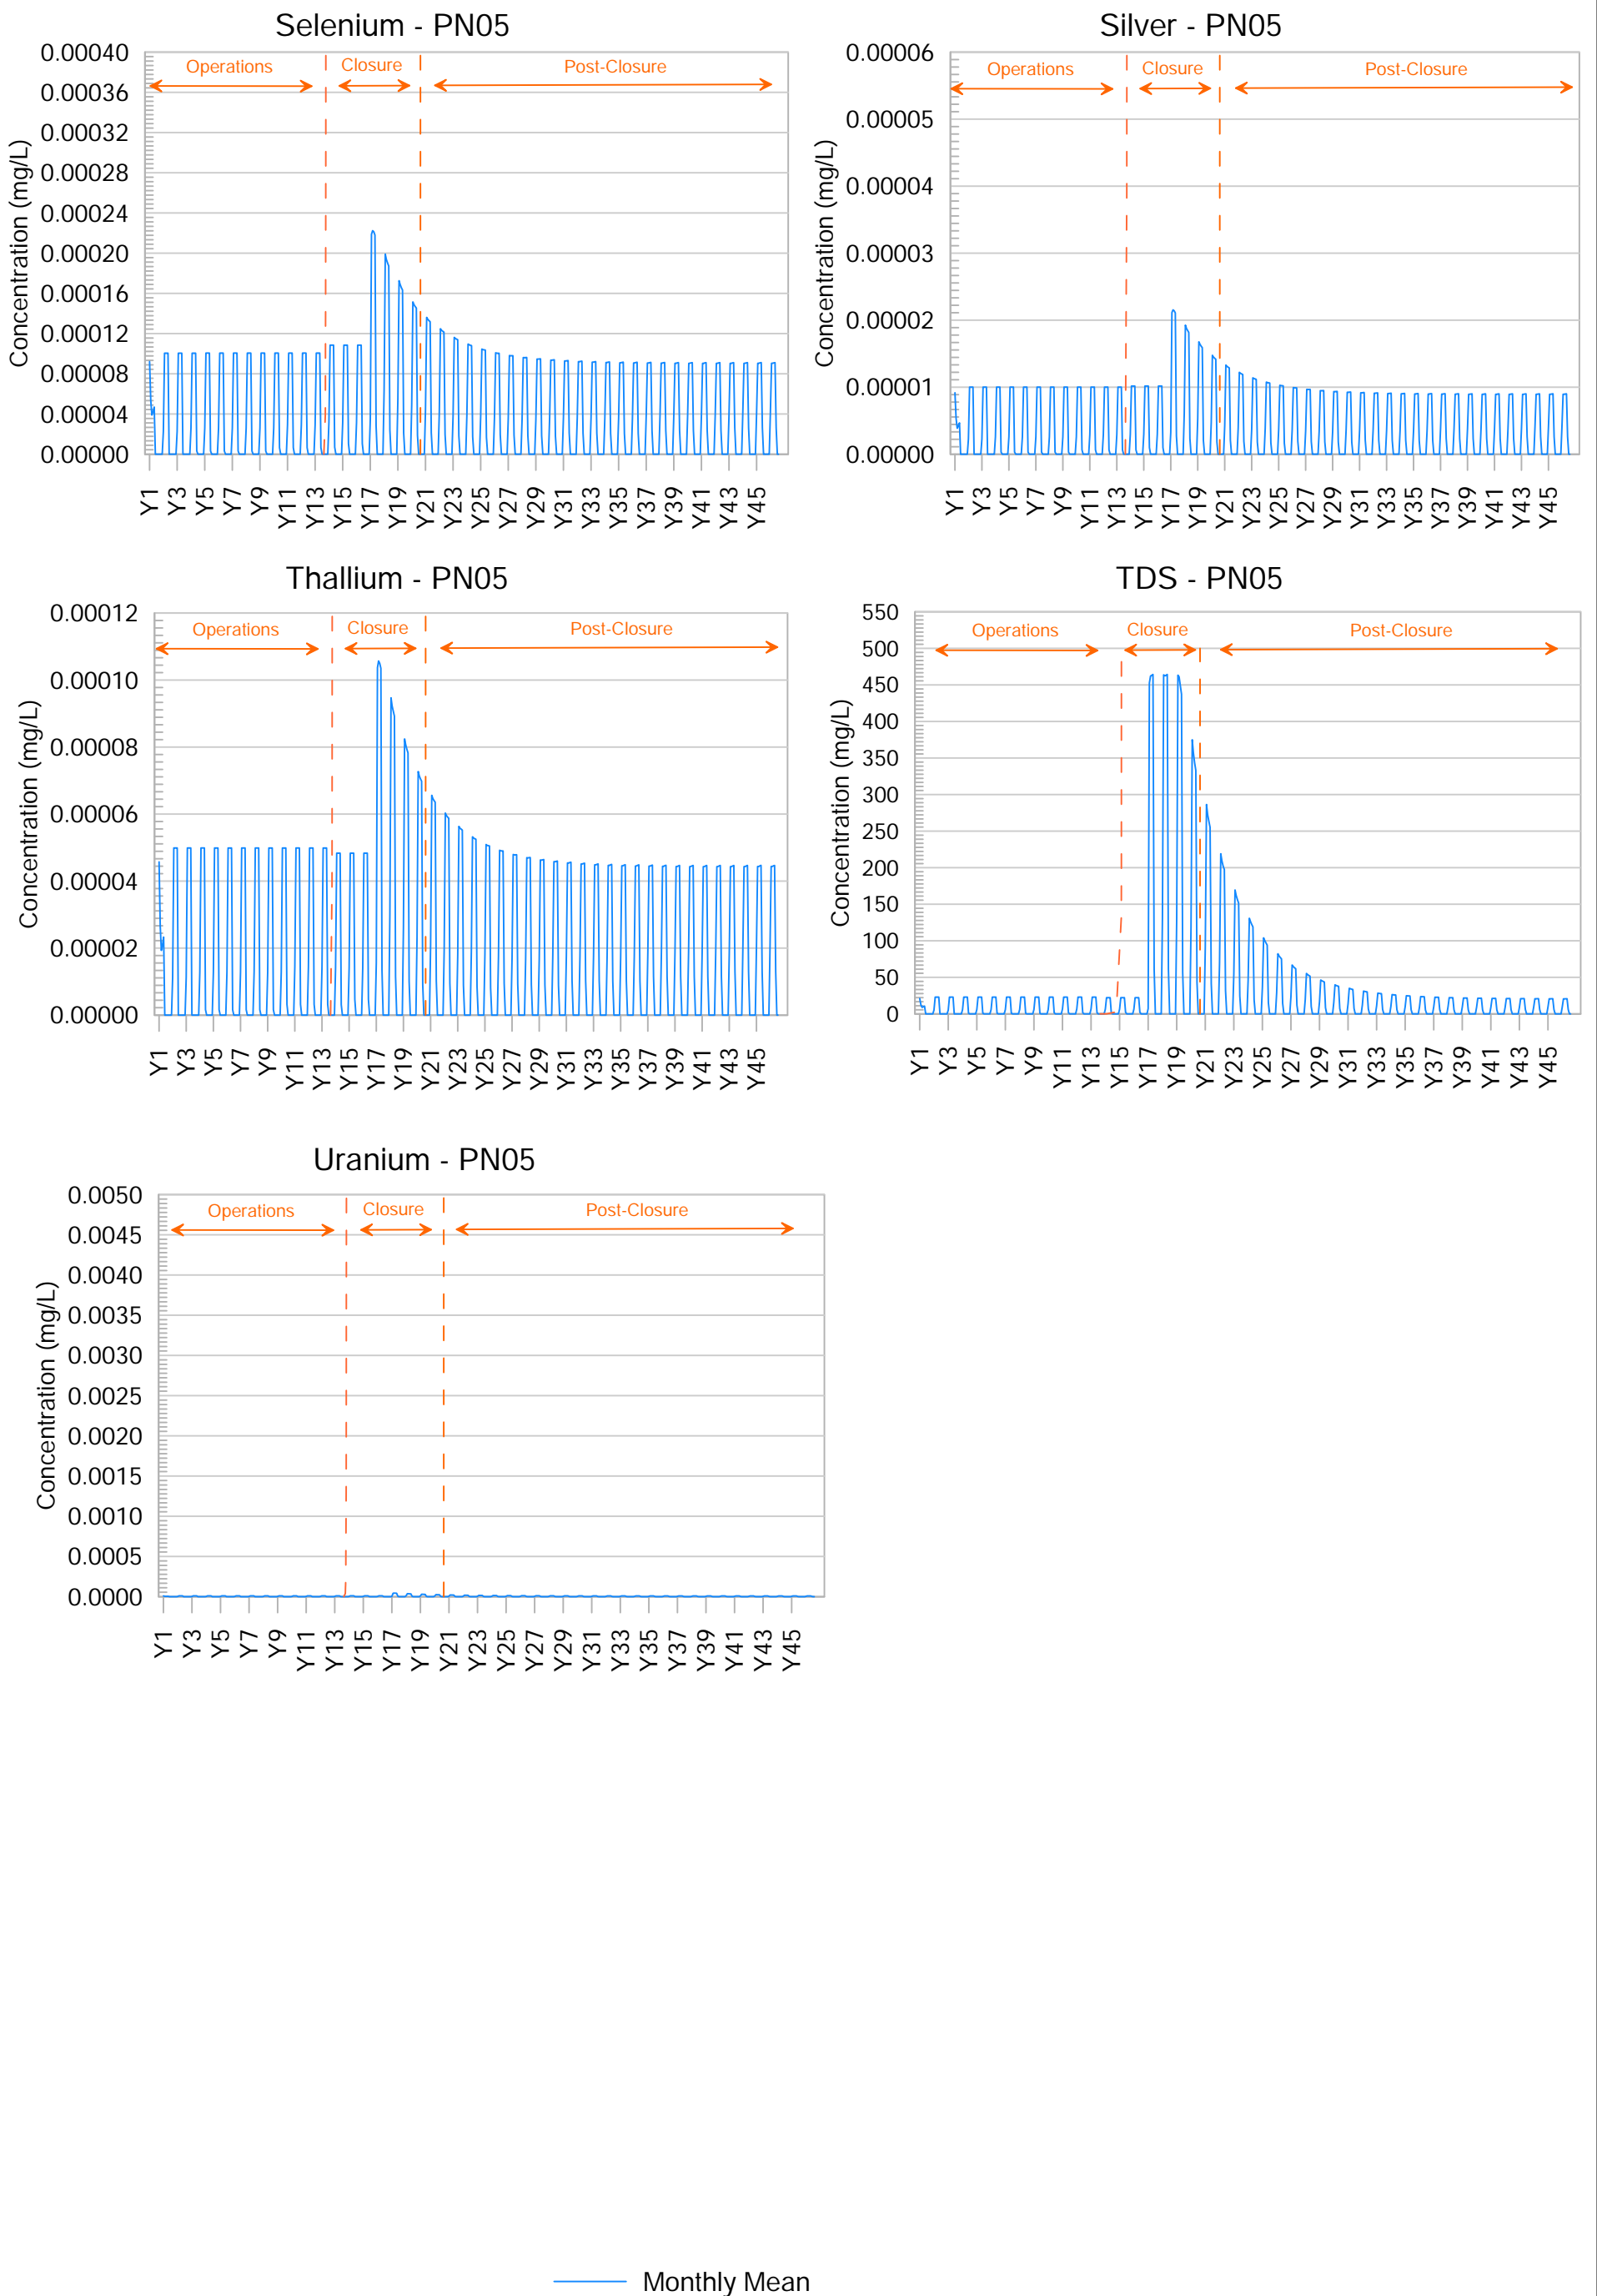 Selenium - PN05
Concentration (mg/L)
0.00040
0.00036
0.00032
0.00028
0.00024
0.00020
0.00016
0.00012
0.00008
0.00004
0.00000
Operations
Closure
Post-Closure
Y1 Y3 Y5 Y7 Y9 Y11 Y13 Y15 Y17 Y19 Y21 Y23 Y25 Y27 Y29 Y31 Y33 Y35 Y37 Y39 Y41 Y43 Y45
Silver - PN05
Concentration (mg/L)
0.00006
0.00005
0.00004
0.00003
0.00002
0.00001
0.00000
Operations
Closure
Post-Closure
Y1 Y3 Y5 Y7 Y9 Y11 Y13 Y15 Y17 Y19 Y21 Y23 Y25 Y27 Y29 Y31 Y33 Y35 Y37 Y39 Y41 Y43 Y45
Thallium - PN05
Concentration (mg/L)
0.00012
0.00010
0.00008
0.00006
0.00004
0.00002
0.00000
Operations
Closure
Post-Closure
Y1 Y3 Y5 Y7 Y9 Y11 Y13 Y15 Y17 Y19 Y21 Y23 Y25 Y27 Y29 Y31 Y33 Y35 Y37 Y39 Y41 Y43 Y45
TDS - PN05
Concentration (mg/L)
550
500
450
400
350
300
250
200
150
100
50
0
Operations
Closure
Post-Closure
Y1 Y3 Y5 Y7 Y9 Y11 Y13 Y15 Y17 Y19 Y21 Y23 Y25 Y27 Y29 Y31 Y33 Y35 Y37 Y39 Y41 Y43 Y45
Uranium - PN05
Concentration (mg/L)
0.0050
0.0045
0.0040
0.0035
0.0030
0.0025
0.0020
0.0015
0.0010
0.0005
0.0000
Operations
Closure
Post-Closure
Y1 Y3 Y5 Y7 Y9 Y11 Y13 Y15 Y17 Y19 Y21 Y23 Y25 Y27 Y29 Y31 Y33 Y35 Y37 Y39 Y41 Y43 Y45
Monthly Mean